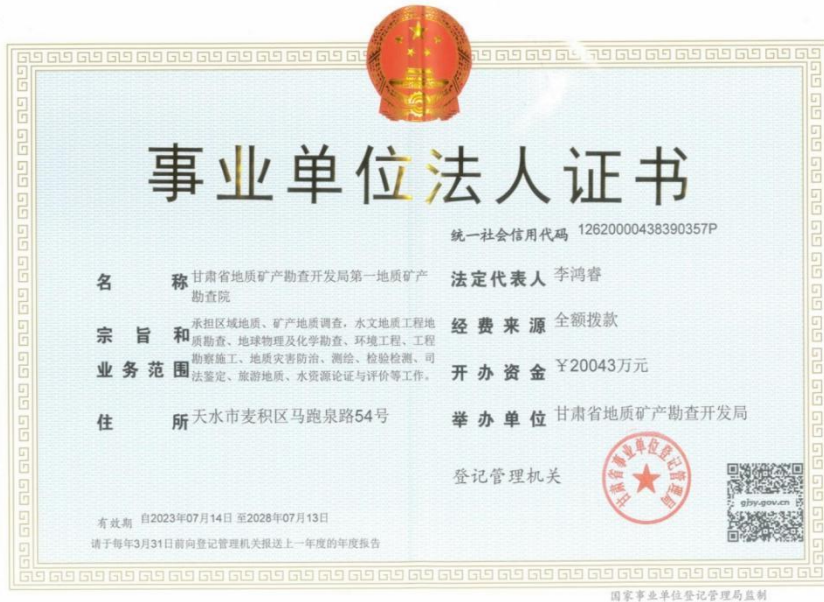 事业单位法人证书
统一社会信用代码 12620000438390357P
名称 甘肃省地质矿产勘查开发局第一地质矿产
勘查院
宗旨和
业务范围
承担区域地质、矿产地质调查，水文地质工程地
质勘查、地球物理及化学勘查、环境工程、工程
勘察施工、地质灾害防治、测绘、检验检测、司
法鉴定、旅游地质、水资源论证与评价等工作。
住所 天水市麦积区马跑泉路54号
法定代表人 李鸿睿
经费来源 全额拨款
开办资金 ￥20043万元
举办单位 甘肃省地质矿产勘查开发局
登记管理机关
甘肃省事业单位登记管理局
gjsy.gov.cn
有效期 自2023年07月14日 至2028年07月13日
请于每年3月31日前向登记管理机关报送上一年度的年度报告
国家事业单位登记管理局监制